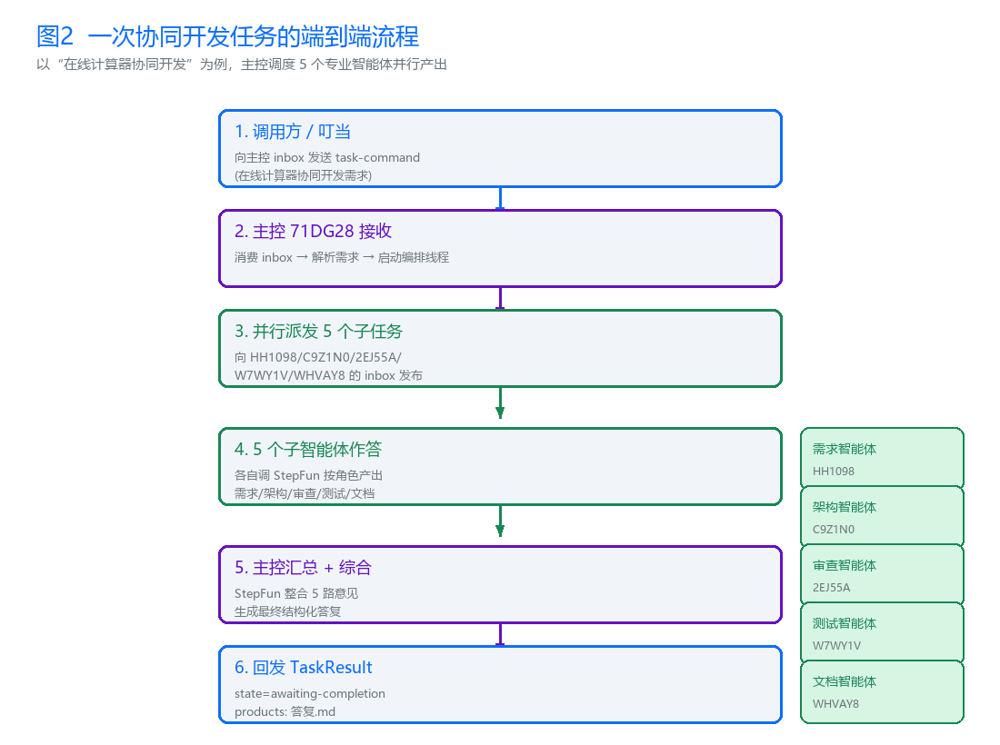 图2 一次协同开发任务的端到端流程
以“在线计算器协同开发”为例，主控调度 5 个专业智能体并行产出
1. 调用方 / 叮当
向主控 inbox 发送 task-command
(在线计算器协同开发需求)
2. 主控 71DG28 接收
消费 inbox → 解析需求 → 启动编排线程
3. 并行派发 5 个子任务
向 HH1098/C9Z1N0/2EJ55A/
W7WY1V/WHVAY8 的 inbox 发布
4. 5 个子智能体作答
各自调 StepFun 按角色产出
需求/架构/审查/测试/文档
5. 主控汇总 + 综合
StepFun 整合 5 路意见
生成最终结构化答复
6. 回发 TaskResult
state=awaiting-completion
products: 答复.md
需求智能体
HH1098
架构智能体
C9Z1N0
审查智能体
2EJ55A
测试智能体
W7WY1V
文档智能体
WHVAY8